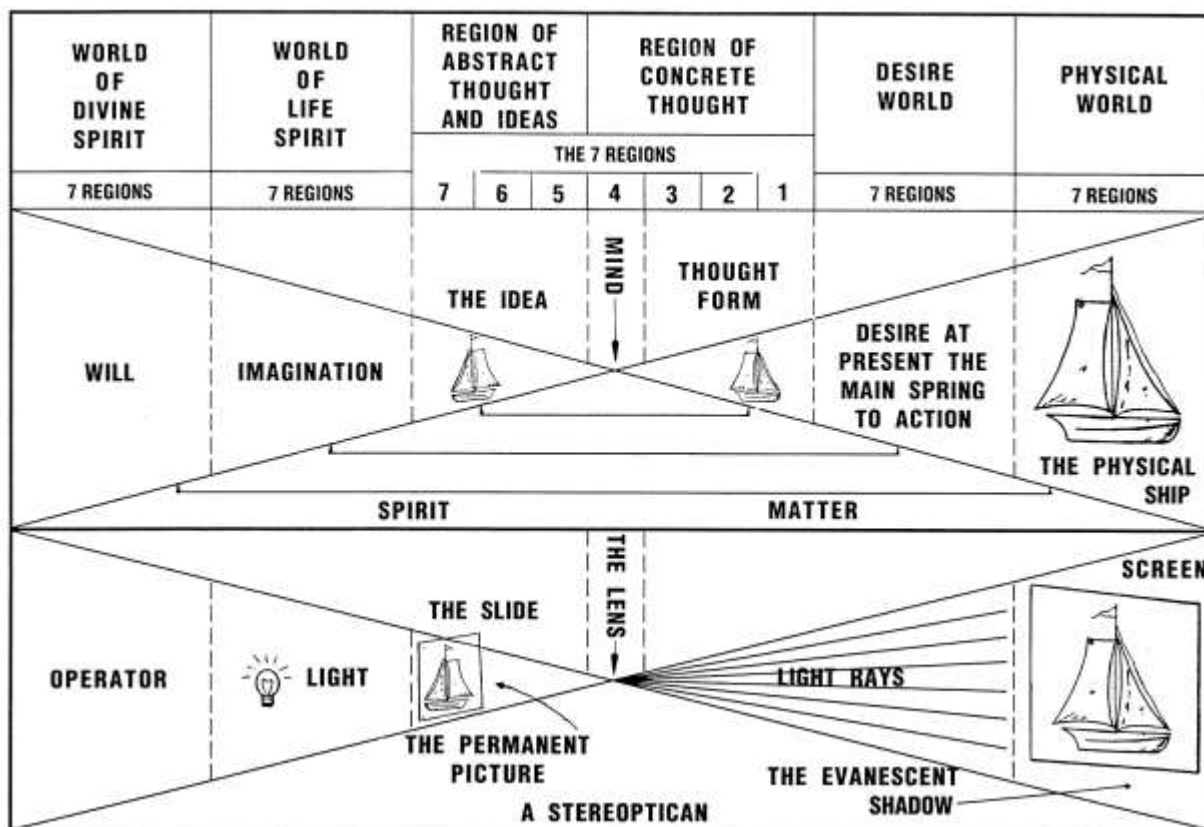 WORLD
OF
DIVINE
SPIRIT
WORLD
OF
LIFE
SPIRIT
REGION OF
ABSTRACT
THOUGHT
AND IDEAS
REGION OF
CONCRETE
THOUGHT
DESIRE
WORLD
PHYSICAL
WORLD
THE 7 REGIONS
7 REGIONS
7 REGIONS
7 6 5 4 3 2 1
7 REGIONS
7 REGIONS
WILL
IMAGINATION
THE IDEA
MIND
THOUGHT
FORM
DESIRE AT
PRESENT THE
MAIN SPRING
TO ACTION
THE PHYSICAL
SHIP
SPIRIT
MATTER
OPERATOR
LIGHT
THE SLIDE
THE LENS
LIGHT RAYS
SCREEN
THE PERMANENT
PICTURE
THE EVANESCENT
SHADOW
A STEREOPTICAN